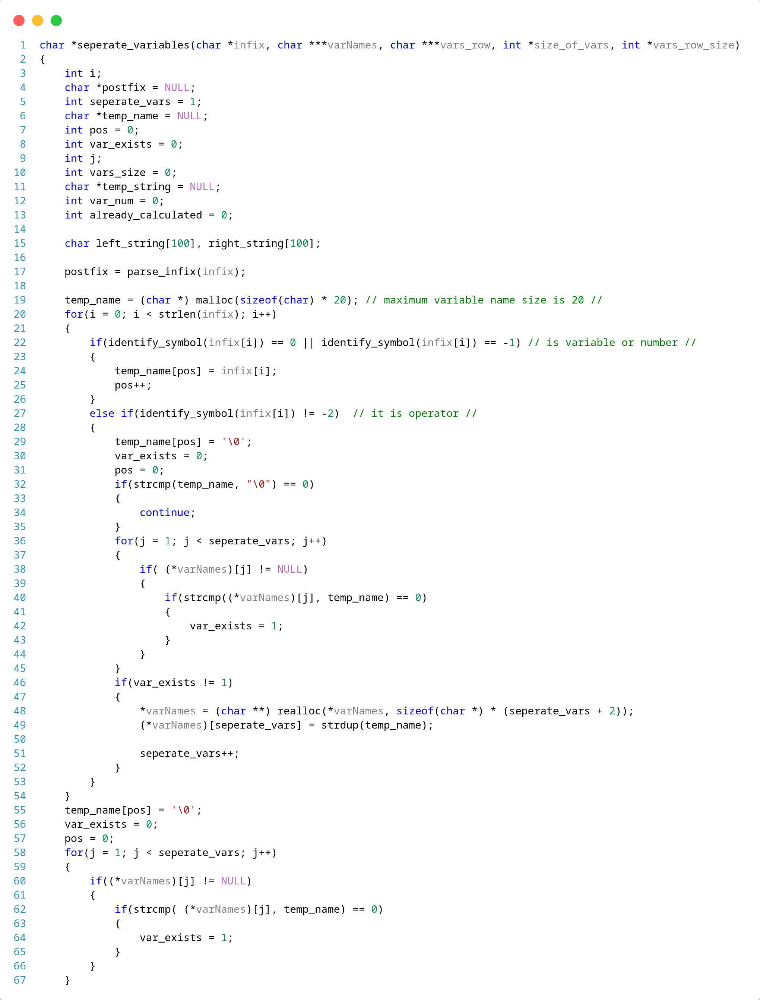 1 char *seperate_variables(char *infix, char ***varNames, char ***vars_row, int *size_of_vars, int *vars_row_size)
2 {
3     int i;
4     char *postfix = NULL;
5     int seperate_vars = 1;
6     char *temp_name = NULL;
7     int pos = 0;
8     int var_exists = 0;
9     int j;
10     int vars_size = 0;
11     char *temp_string = NULL;
12     int var_num = 0;
13     int already_calculated = 0;
14
15     char left_string[100], right_string[100];
16
17     postfix = parse_infix(infix);
18
19     temp_name = (char *) malloc(sizeof(char) * 20); // maximum variable name size is 20 //
20     for(i = 0; i < strlen(infix); i++)
21     {
22         if(identify_symbol(infix[i]) == 0 || identify_symbol(infix[i]) == -1) // is variable or number //
23         {
24             temp_name[pos] = infix[i];
25             pos++;
26         }
27         else if(identify_symbol(infix[i]) != -2)  // it is operator //
28         {
29             temp_name[pos] = '\0';
30             var_exists = 0;
31             pos = 0;
32             if(strcmp(temp_name, "\0") == 0)
33             {
34                 continue;
35             }
36             for(j = 1; j < seperate_vars; j++)
37             {
38                 if( (*varNames)[j] != NULL)
39                 {
40                     if(strcmp((*varNames)[j], temp_name) == 0)
41                     {
42                         var_exists = 1;
43                     }
44                 }
45             }
46             if(var_exists != 1)
47             {
48                 *varNames = (char **) realloc(*varNames, sizeof(char *) * (seperate_vars + 2));
49                 (*varNames)[seperate_vars] = strdup(temp_name);
50
51                 seperate_vars++;
52             }
53         }
54     }
55     temp_name[pos] = '\0';
56     var_exists = 0;
57     pos = 0;
58     for(j = 1; j < seperate_vars; j++)
59     {
60         if((*varNames)[j] != NULL)
61         {
62             if(strcmp( (*varNames)[j], temp_name) == 0)
63             {
64                 var_exists = 1;
65             }
66         }
67     }